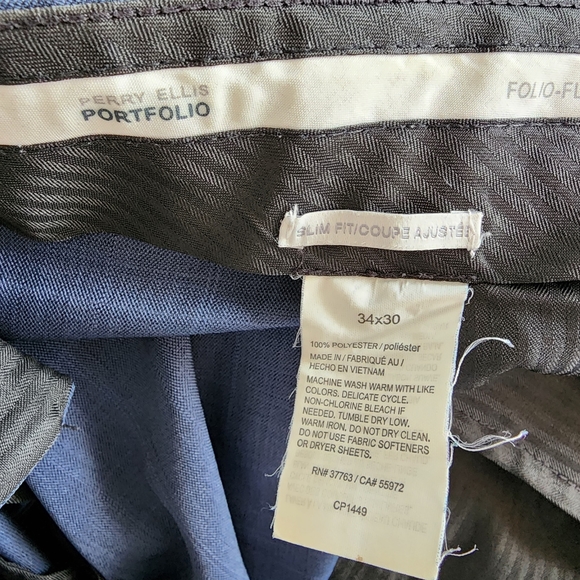 PERRY ELLIS
PORTFOLIO
FOLIO-FL
SLIM FIT/COUPE AJUSTÉE
34x30
100% POLYESTER / poliéster
MADE IN / FABRIQUÉ AU /
HECHO EN VIETNAM
MACHINE WASH WARM WITH LIKE
COLORS. DELICATE CYCLE.
NON-CHLORINE BLEACH IF
NEEDED. TUMBLE DRY LOW.
WARM IRON. DO NOT DRY CLEAN.
DO NOT USE FABRIC SOFTENERS
OR DRYER SHEETS.
RN# 37763 / CA# 55972
CP1449